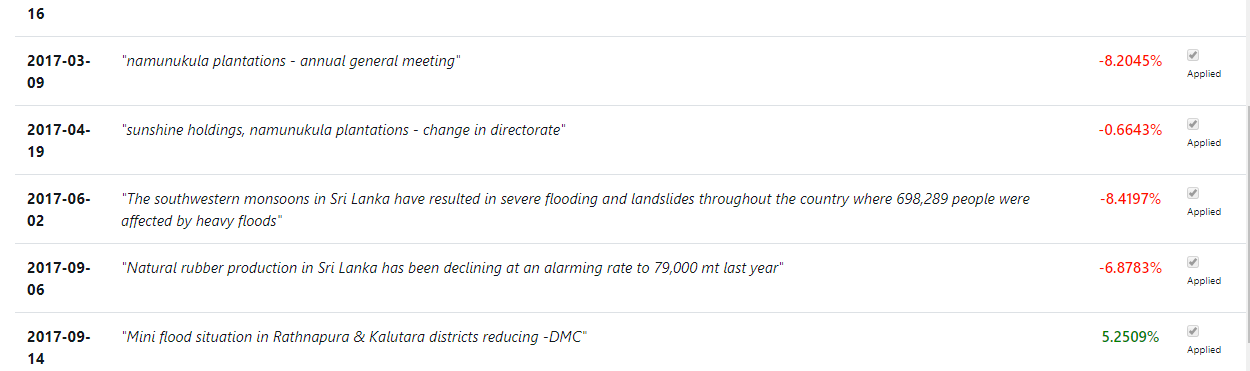 16
2017-03- "namunukula plantations - annual general meeting" -8.2045%
09 Applied
2017-04- "sunshine holdings, namunukula plantations - change in directorate" -0.6643%
19 Applied
2017-06- "The southwestern monsoons in Sri Lanka have resulted in severe flooding and landslides throughout the country where 698,289 people were -8.4197%
02 affected by heavy floods" Applied
2017-09- "Natural rubber production in Sri Lanka has been declining at an alarming rate to 79,000 mt last year" -6.8783%
06 Applied
2017-09- "Mini flood situation in Rathnapura & Kalutara districts reducing -DMC" 5.2509%
14 Applied